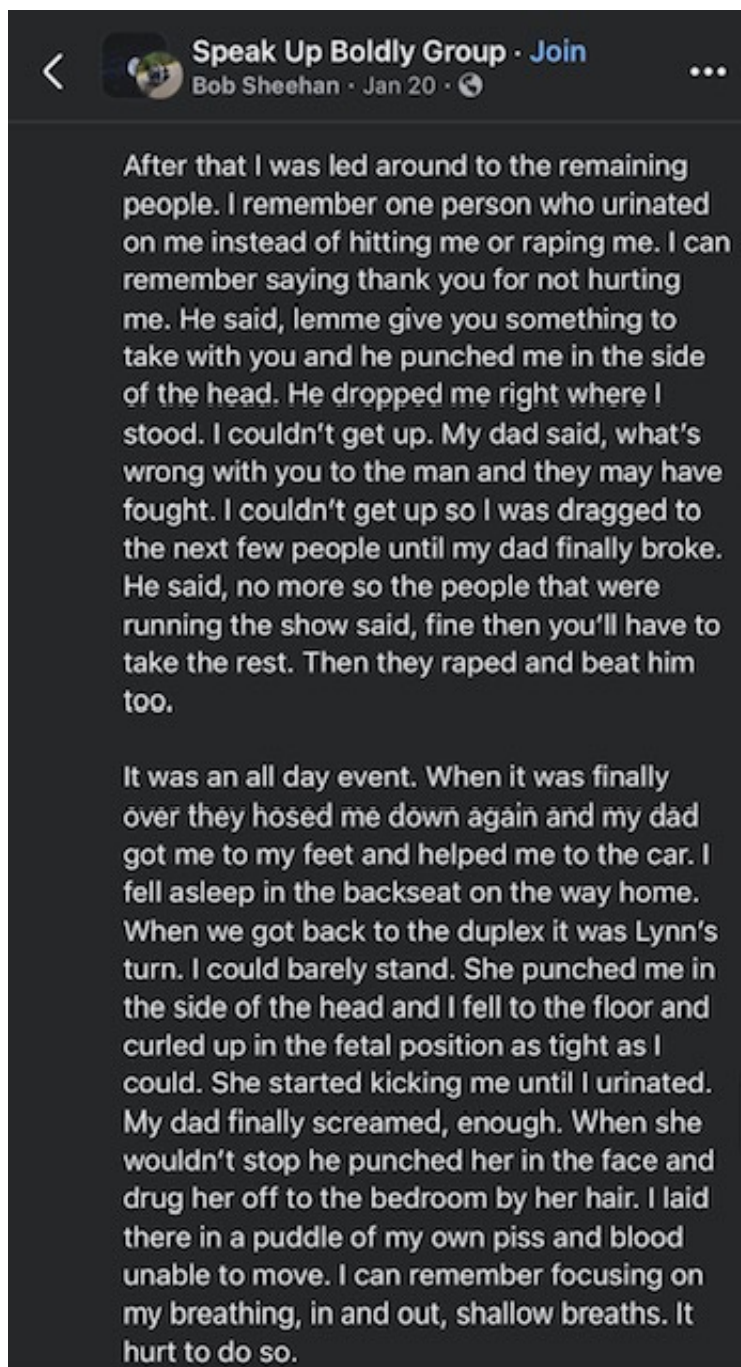 Speak Up Boldly Group · Join
Bob Sheehan · Jan 20 ·
After that I was led around to the remaining
people. I remember one person who urinated
on me instead of hitting me or raping me. I can
remember saying thank you for not hurting
me. He said, lemme give you something to
take with you and he punched me in the side
of the head. He dropped me right where I
stood. I couldn't get up. My dad said, what's
wrong with you to the man and they may have
fought. I couldn't get up so I was dragged to
the next few people until my dad finally broke.
He said, no more so the people that were
running the show said, fine then you'll have to
take the rest. Then they raped and beat him
too.
It was an all day event. When it was finally
over they hosed me down again and my dad
got me to my feet and helped me to the car. I
fell asleep in the backseat on the way home.
When we got back to the duplex it was Lynn's
turn. I could barely stand. She punched me in
the side of the head and I fell to the floor and
curled up in the fetal position as tight as I
could. She started kicking me until I urinated.
My dad finally screamed, enough. When she
wouldn't stop he punched her in the face and
drug her off to the bedroom by her hair. I laid
there in a puddle of my own piss and blood
unable to move. I can remember focusing on
my breathing, in and out, shallow breaths. It
hurt to do so.